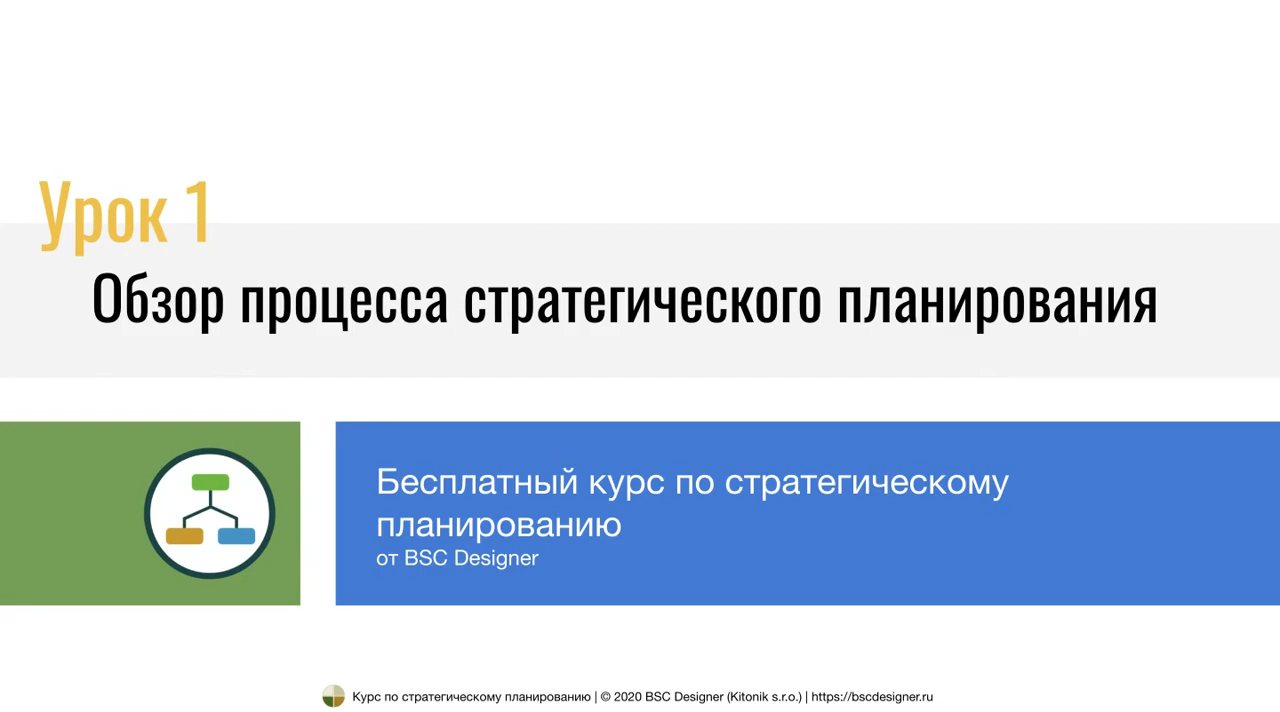 Урок 1
Обзор процесса стратегического планирования
Бесплатный курс по стратегическому
планированию
от BSC Designer
Курс по стратегическому планированию | © 2020 BSC Designer (Kitonik s.r.o.) | https://bscdesigner.ru